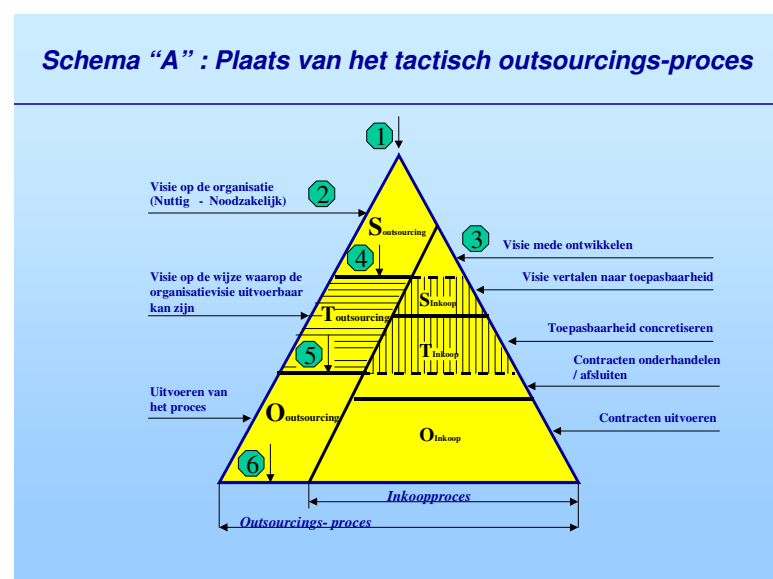 Schema “A” : Plaats van het tactisch outsourcings-proces
1
Visie op de organisatie
(Nuttig - Noodzakelijk)
2
Soutsourcing
3
Visie mede ontwikkelen
4
Visie op de wijze waarop de
organisatievisie uitvoerbaar
kan zijn
Visie vertalen naar toepasbaarheid
SInkoop
Toutsourcing
Toepasbaarheid concretiseren
TInkoop
5
Contracten onderhandelen
/ afsluiten
Uitvoeren van
het proces
Ooutsourcing
Contracten uitvoeren
OInkoop
6
Inkoopproces
Outsourcings- proces